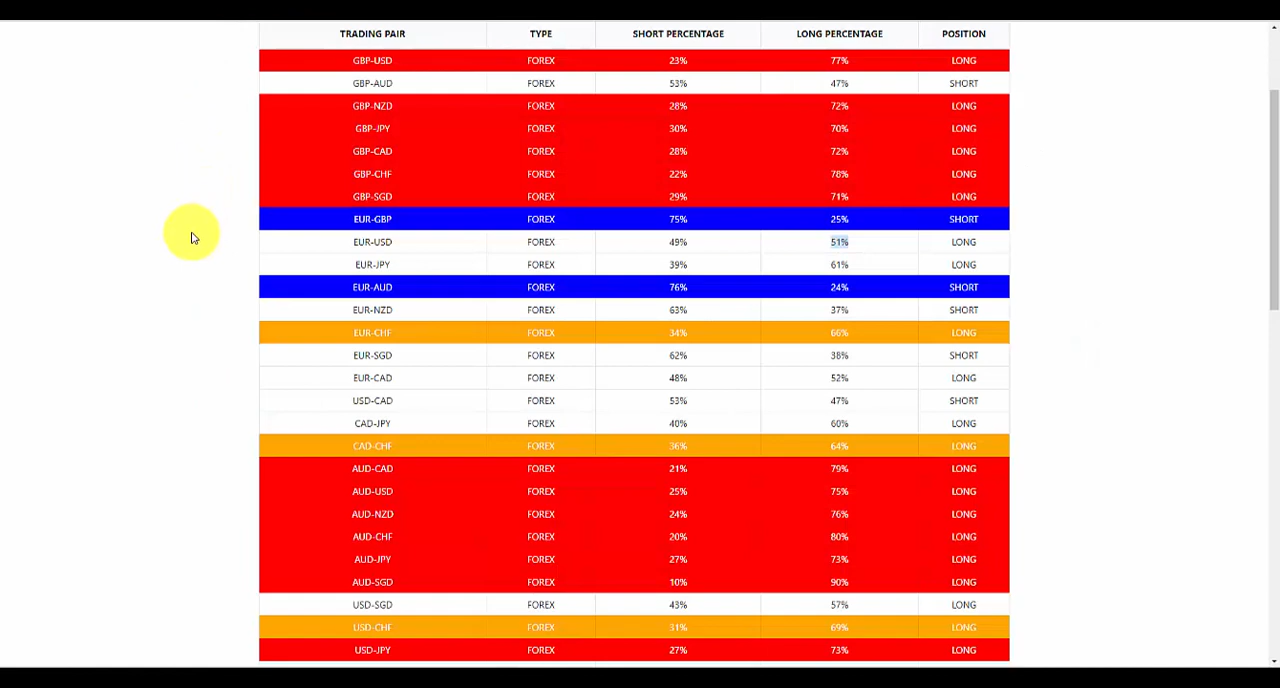 TRADING PAIR TYPE SHORT PERCENTAGE LONG PERCENTAGE POSITION
GBP-USD FOREX 23% 77% LONG
GBP-AUD FOREX 53% 47% SHORT
GBP-NZD FOREX 28% 72% LONG
GBP-JPY FOREX 30% 70% LONG
GBP-CAD FOREX 28% 72% LONG
GBP-CHF FOREX 22% 78% LONG
GBP-SGD FOREX 29% 71% LONG
EUR-GBP FOREX 75% 25% SHORT
EUR-USD FOREX 49% 51% LONG
EUR-JPY FOREX 39% 61% LONG
EUR-AUD FOREX 76% 24% SHORT
EUR-NZD FOREX 63% 37% SHORT
EUR-CHF FOREX 34% 66% LONG
EUR-SGD FOREX 62% 38% SHORT
EUR-CAD FOREX 48% 52% LONG
USD-CAD FOREX 53% 47% SHORT
CAD-JPY FOREX 40% 60% LONG
CAD-CHF FOREX 36% 64% LONG
AUD-CAD FOREX 21% 79% LONG
AUD-USD FOREX 25% 75% LONG
AUD-NZD FOREX 24% 76% LONG
AUD-CHF FOREX 20% 80% LONG
AUD-JPY FOREX 27% 73% LONG
AUD-SGD FOREX 10% 90% LONG
USD-SGD FOREX 43% 57% LONG
USD-CHF FOREX 31% 69% LONG
USD-JPY FOREX 27% 73% LONG